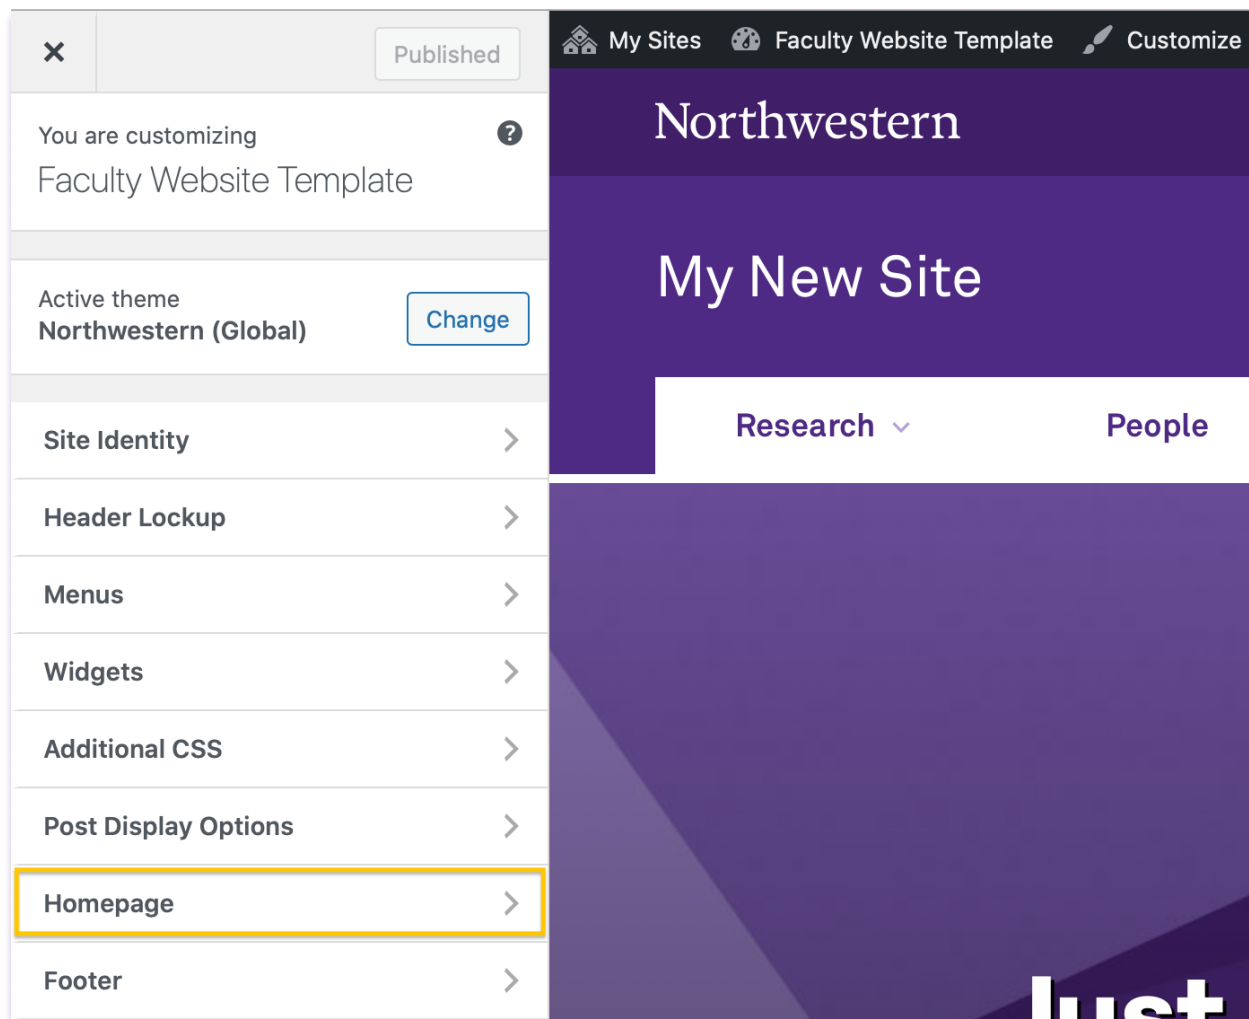 Published
My Sites
Faculty Website Template
Customize
You are customizing
Faculty Website Template
Active theme
Northwestern (Global)
Change
Site Identity
Header Lockup
Menus
Widgets
Additional CSS
Post Display Options
Homepage
Footer
Northwestern
My New Site
Research
People